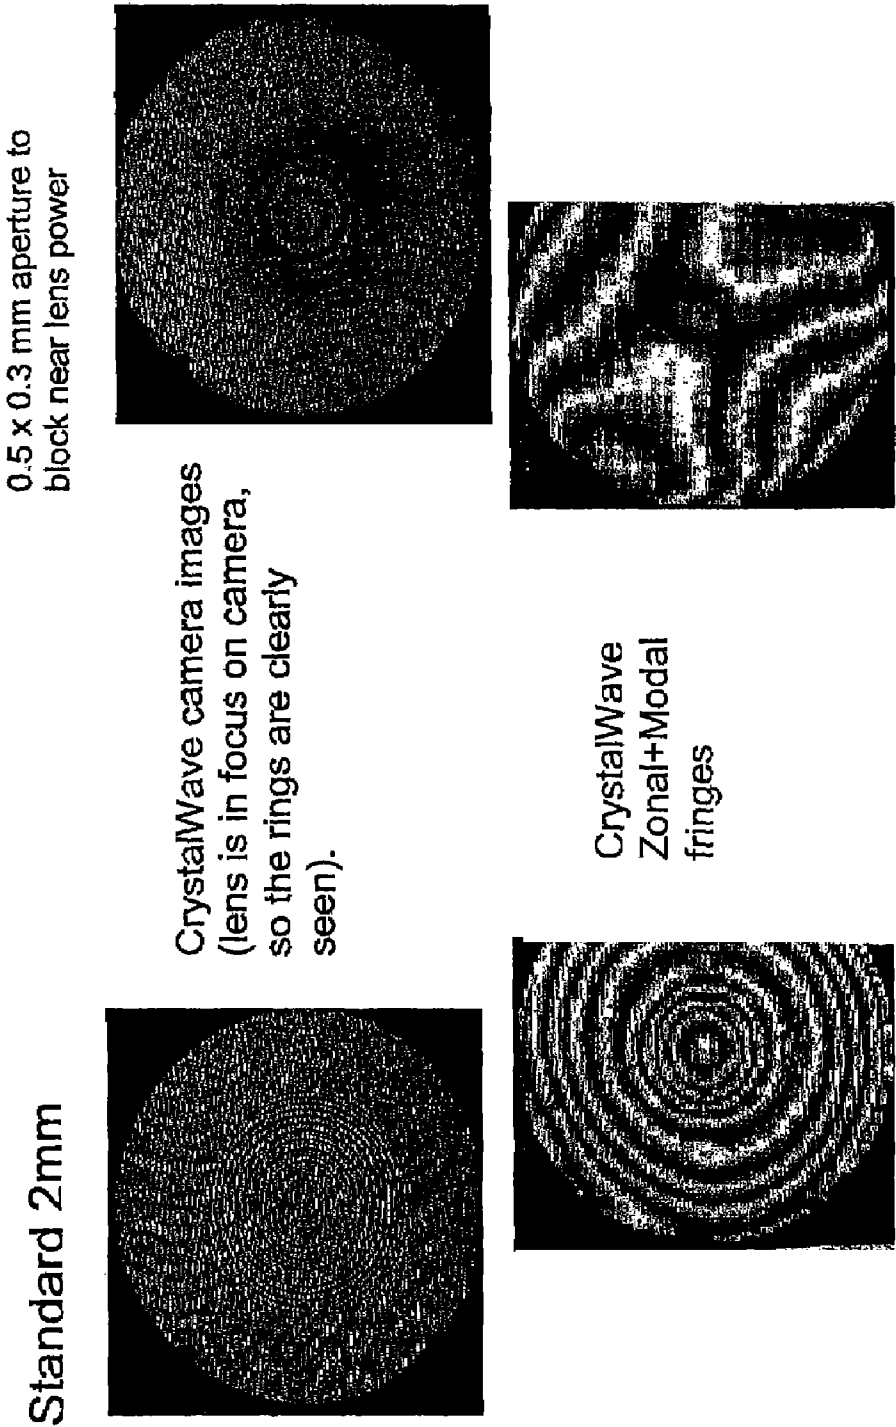 Standard 2mm
0.5 x 0.3 mm aperture to
block near lens power
CrystalWave camera images
(lens is in focus on camera,
so the rings are clearly
seen).
CrystalWave
Zonal+Modal
fringes